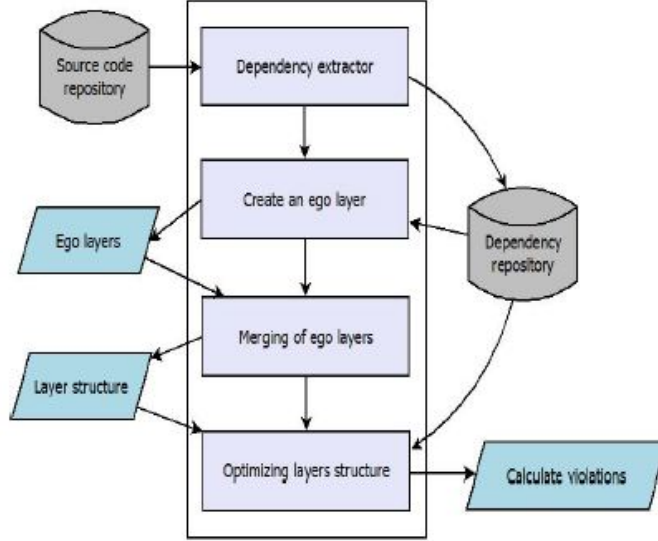 Source code
repository
Dependency extractor
Create an ego layer
Ego layers
Dependency
repository
Merging of ego layers
Layer structure
Optimizing layers structure
Calculate violations